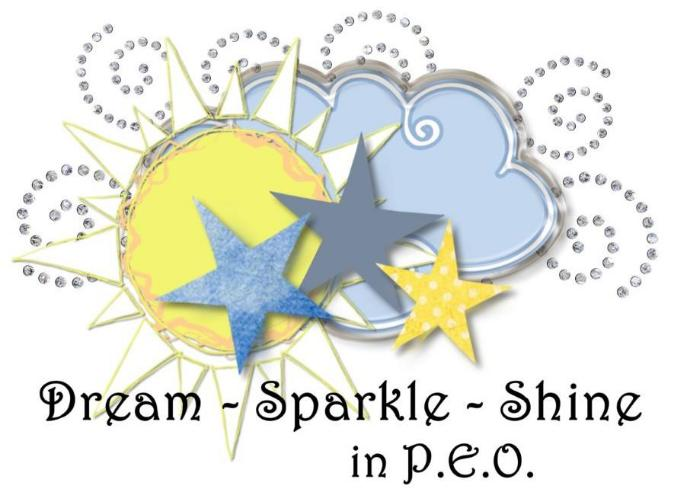 Dream - Sparkle - Shine
in P.E.O.